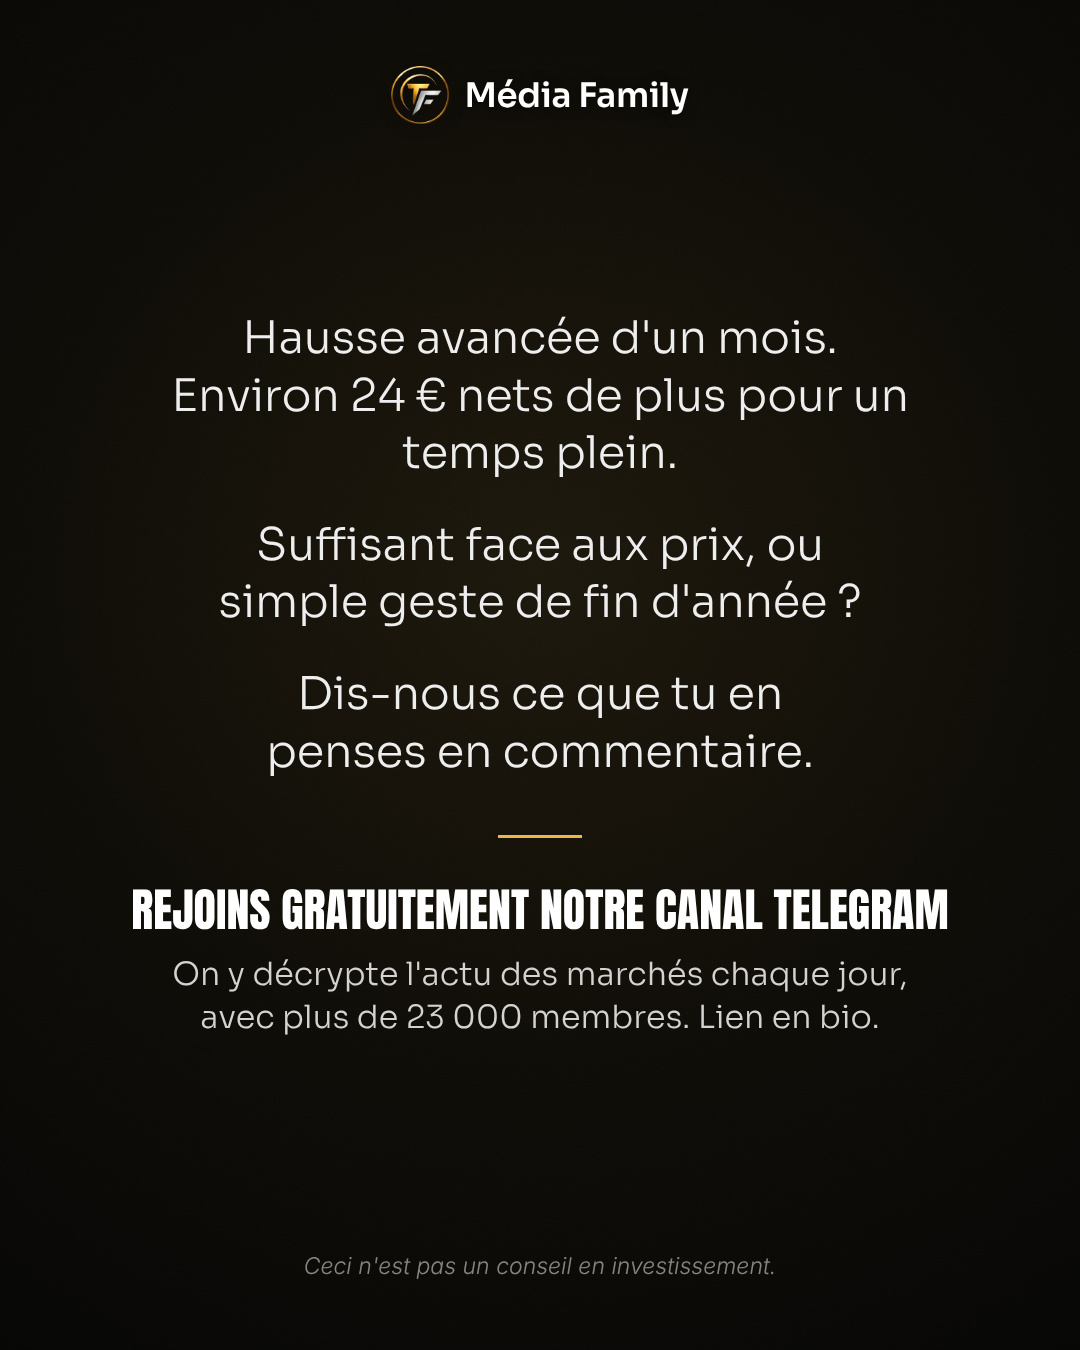 TF Média Family
Hausse avancée d'un mois.
Environ 24 € nets de plus pour un
temps plein.
Suffisant face aux prix, ou
simple geste de fin d'année ?
Dis-nous ce que tu en
penses en commentaire.
REJOINS GRATUITEMENT NOTRE CANAL TELEGRAM
On y décrypte l'actu des marchés chaque jour,
avec plus de 23 000 membres. Lien en bio.
Ceci n'est pas un conseil en investissement.